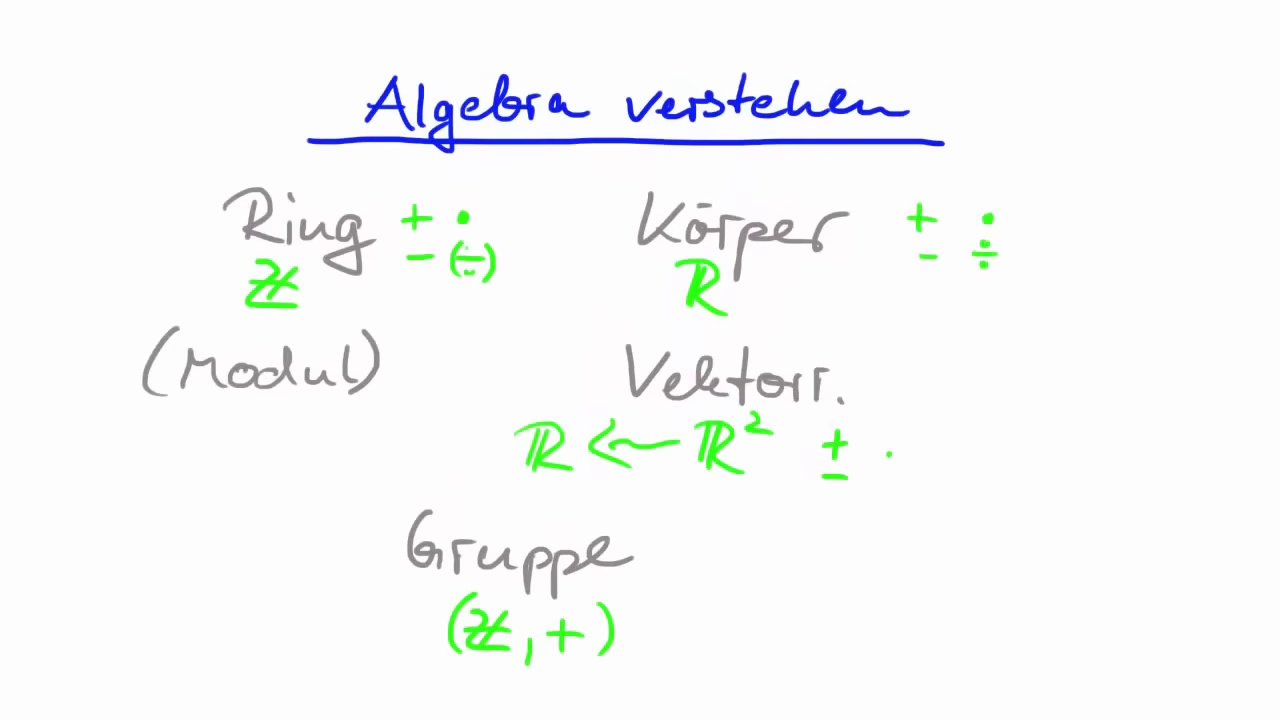 Algebra verstehen
Ring + · Körper + ·
− (÷) − ÷
ℤ ℝ
(Modul) Vektorr.
ℝ ← ℝ² ± ·
Gruppe
(ℤ, +)